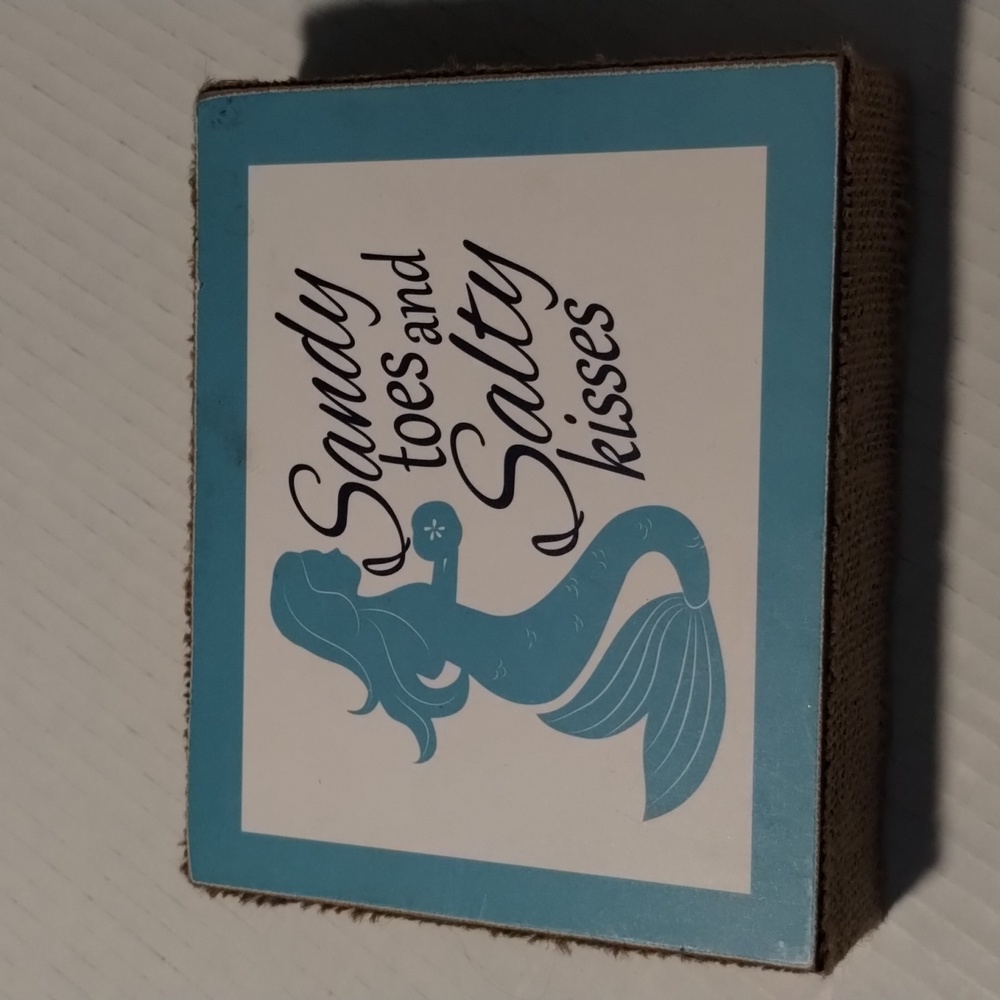 Sandy
toes and
Salty
kisses